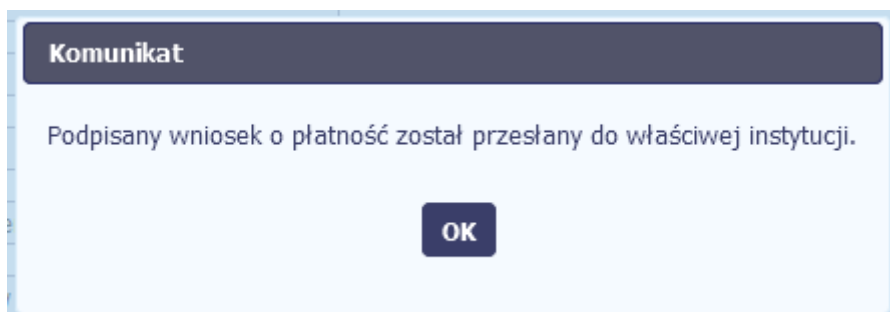 Komunikat
Podpisany wniosek o płatność został przesłany do właściwej instytucji.
OK